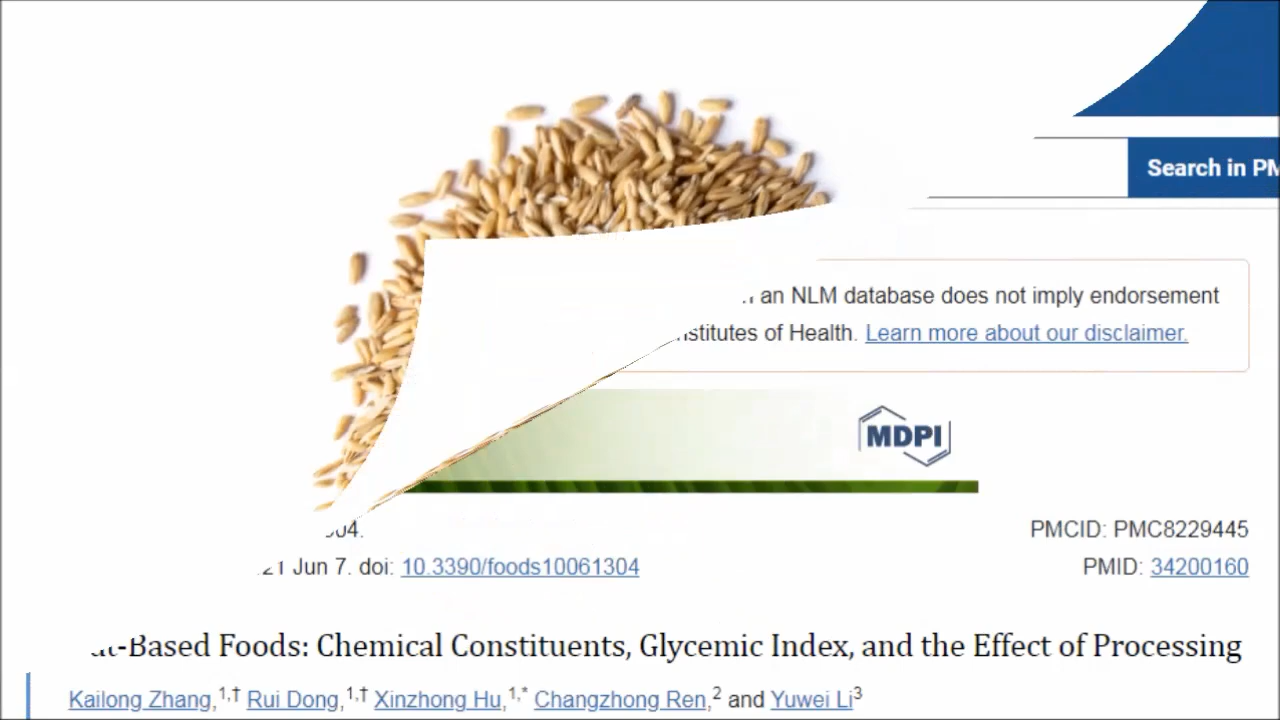 Search in
an NLM database does not imply endorsement
of Health. Learn more about our disclaimer.
MDPI
PMCID: PMC8229445
Jun 7. doi: 10.3390/foods10061304
PMID: 34200160
-Based Foods: Chemical Constituents, Glycemic Index, and the Effect of Processing
Kailong Zhang,1,† Rui Dong,1,† Xinzhong Hu,1,* Changzhong Ren,2 and Yuwei Li3